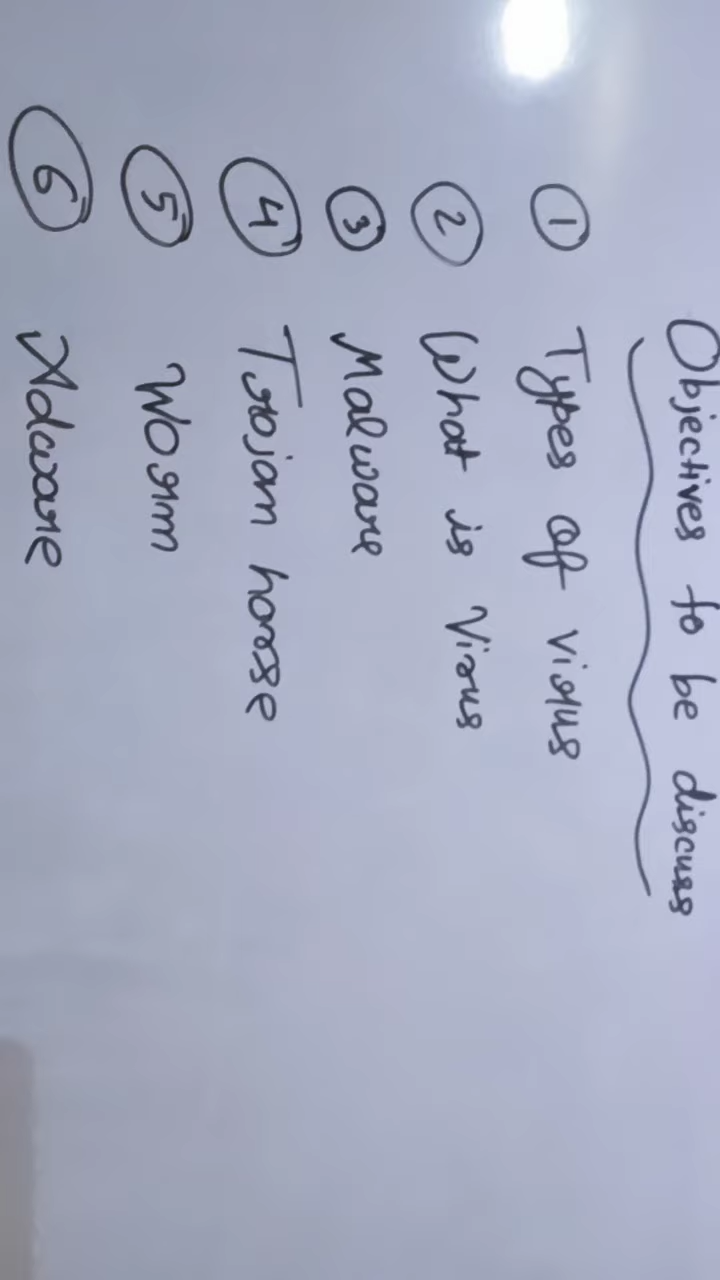 Objectives to be discuss
① Types of virus
② What is Virus
③ Malware
④ Trojan horse
⑤ Worm
⑥ Adware